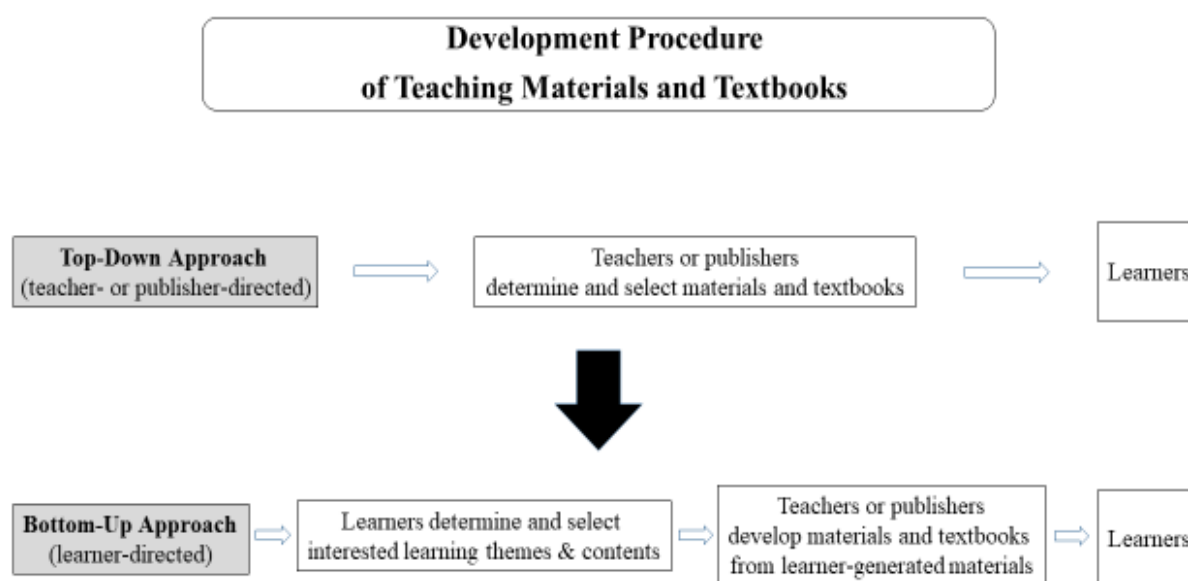 Development Procedure
of Teaching Materials and Textbooks
Top-Down Approach
(teacher- or publisher-directed)
Teachers or publishers
determine and select materials and textbooks
Learners
Bottom-Up Approach
(learner-directed)
Learners determine and select
interested learning themes & contents
Teachers or publishers
develop materials and textbooks
from learner-generated materials
Learners